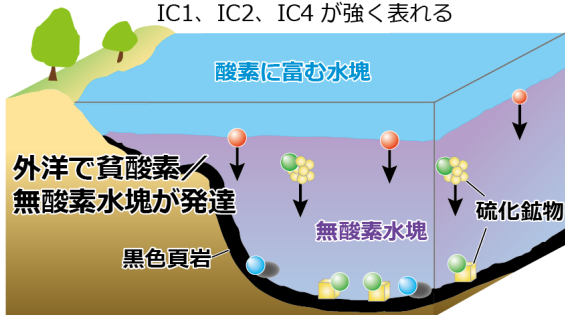 IC1、IC2、IC4 が強く表れる
酸素に富む水塊
外洋で貧酸素／
無酸素水塊が発達
硫化鉱物
無酸素水塊
黒色頁岩